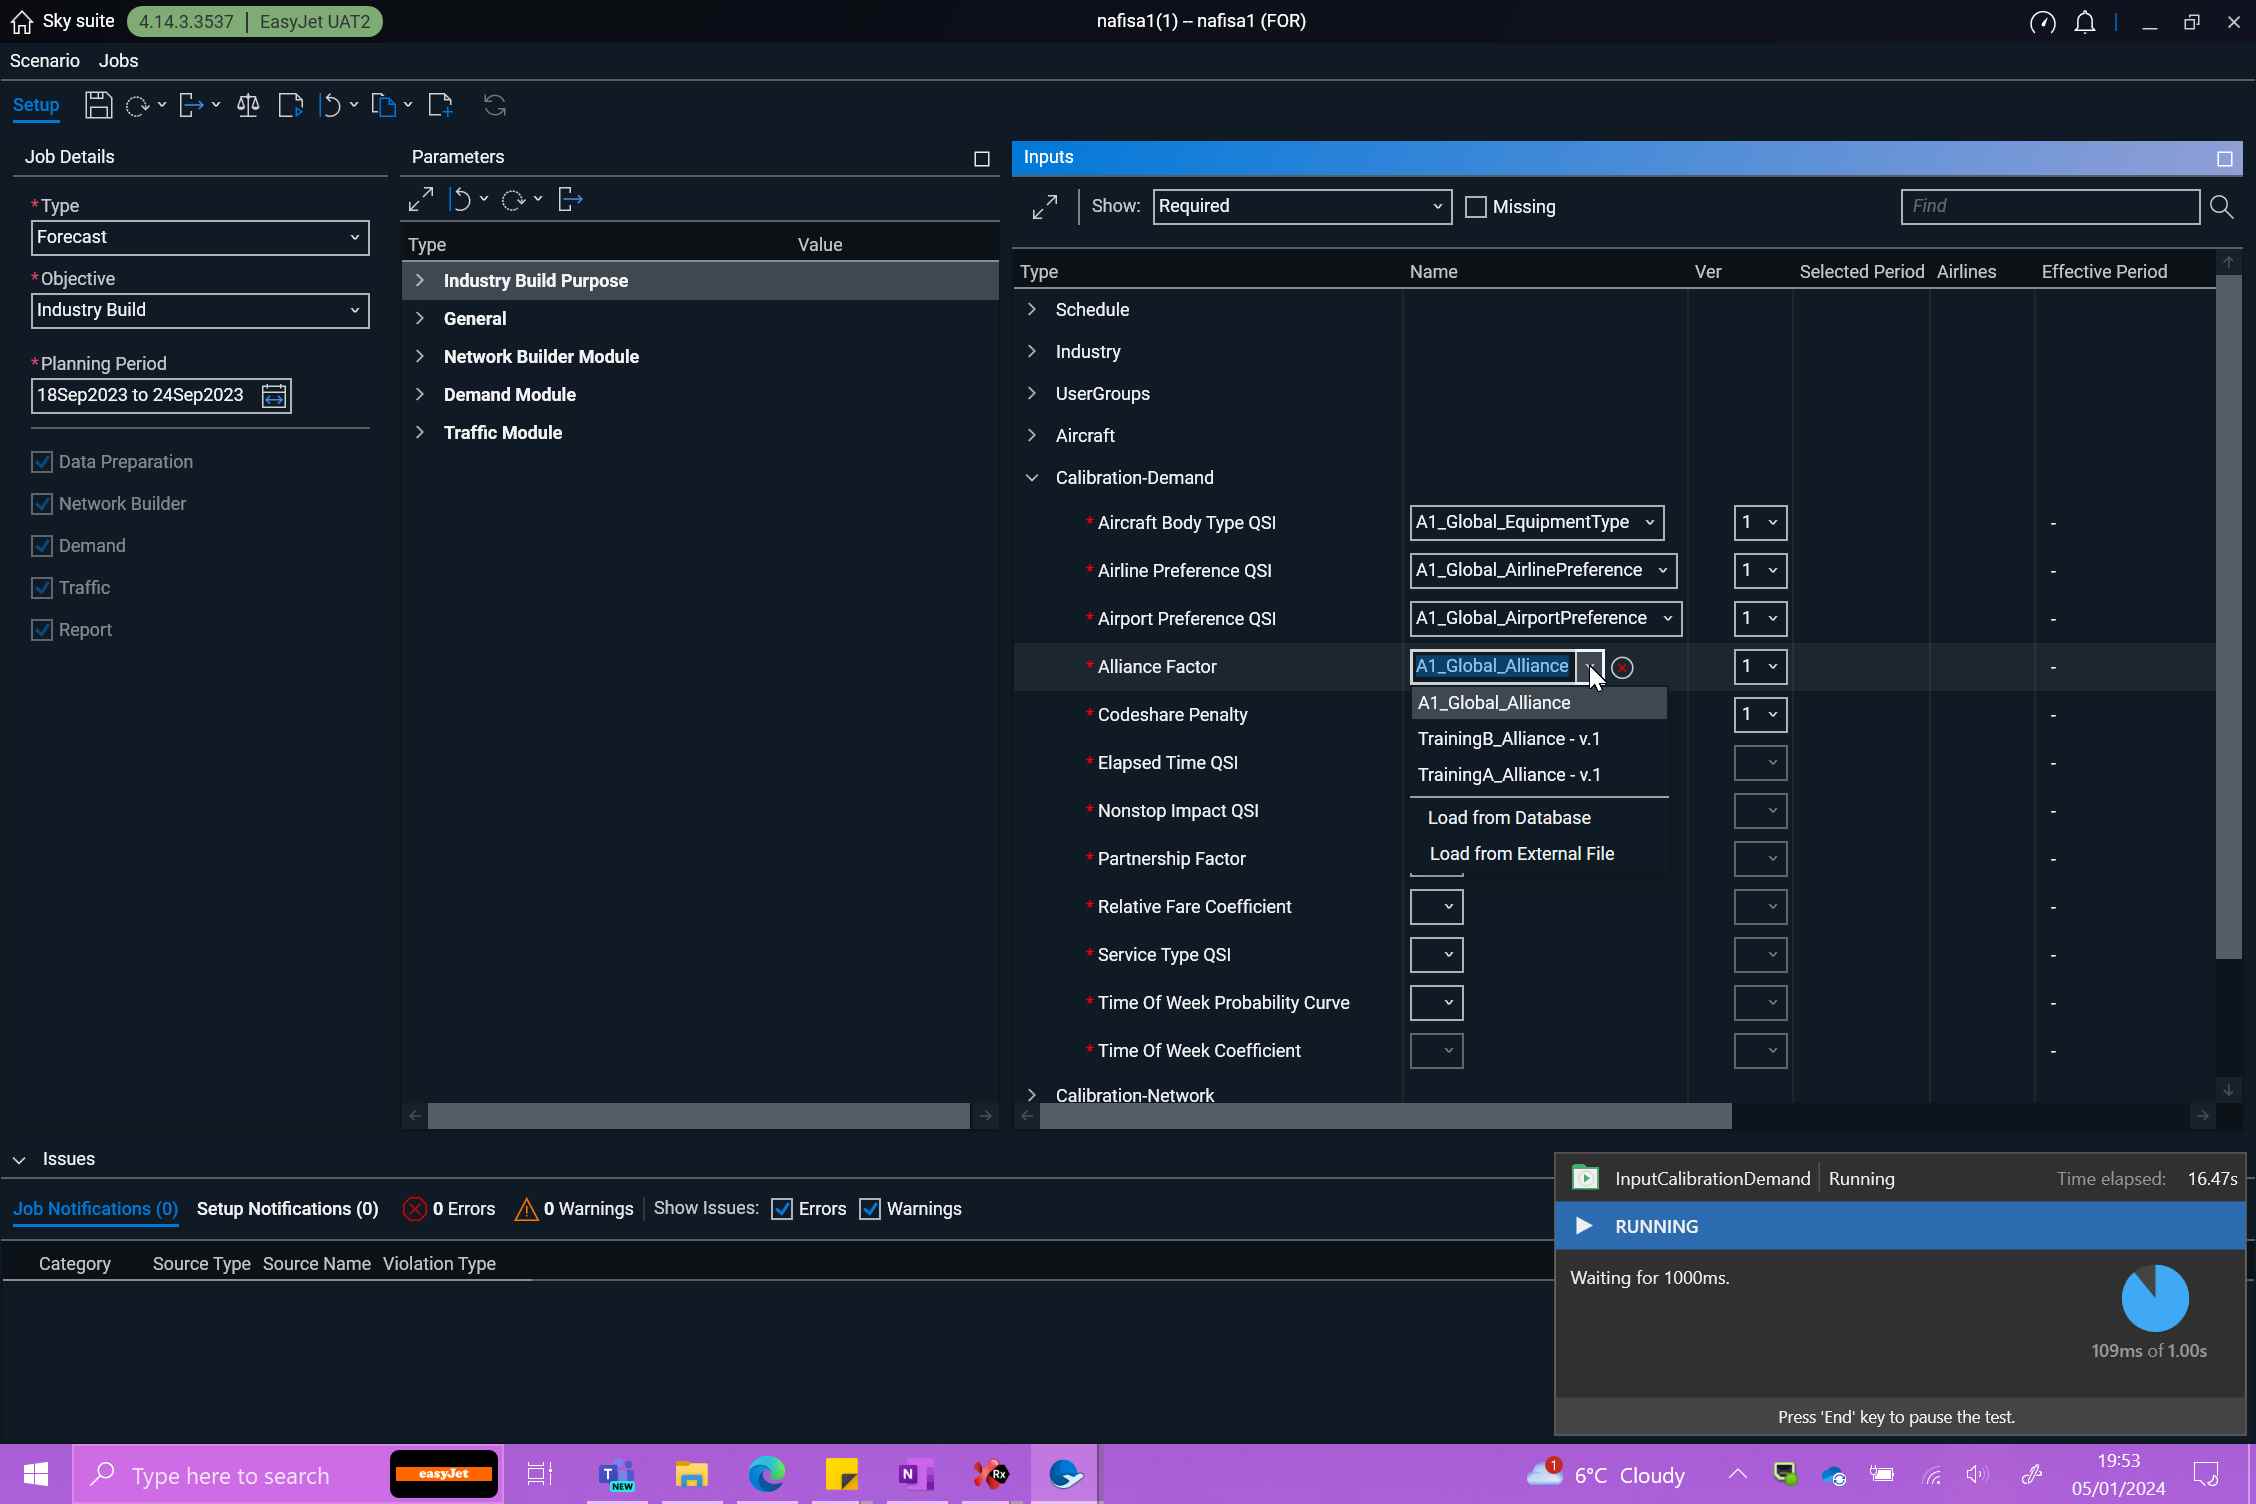 Sky suite 4.14.3.3537 | EasyJet UAT2 nafisa1(1) – nafisa1 (FOR)
Scenario Jobs
Setup
Job Details
*Type
Forecast
*Objective
Industry Build
*Planning Period
18Sep2023 to 24Sep2023
Data Preparation
Network Builder
Demand
Traffic
Report
Parameters
Type Value
Industry Build Purpose
General
Network Builder Module
Demand Module
Traffic Module
Inputs
Show: Required Missing Find
Type Name Ver Selected Period Airlines Effective Period
Schedule
Industry
UserGroups
Aircraft
Calibration-Demand
* Aircraft Body Type QSI A1_Global_EquipmentType 1 -
* Airline Preference QSI A1_Global_AirlinePreference 1 -
* Airport Preference QSI A1_Global_AirportPreference 1 -
* Alliance Factor A1_Global_Alliance 1 -
A1_Global_Alliance
* Codeshare Penalty 1 -
TrainingB_Alliance - v.1
* Elapsed Time QSI -
TrainingA_Alliance - v.1
* Nonstop Impact QSI -
Load from Database
* Partnership Factor -
Load from External File
* Relative Fare Coefficient -
* Service Type QSI -
* Time Of Week Probability Curve -
* Time Of Week Coefficient -
Calibration-Network
Issues
Job Notifications (0) Setup Notifications (0) 0 Errors 0 Warnings Show Issues: Errors Warnings
Category Source Type Source Name Violation Type
InputCalibrationDemand | Running Time elapsed: 16.47s
RUNNING
Waiting for 1000ms.
109ms of 1.00s
Press 'End' key to pause the test.
Type here to search easyJet T NEW N Rx 1 6°C Cloudy
19:53
05/01/2024